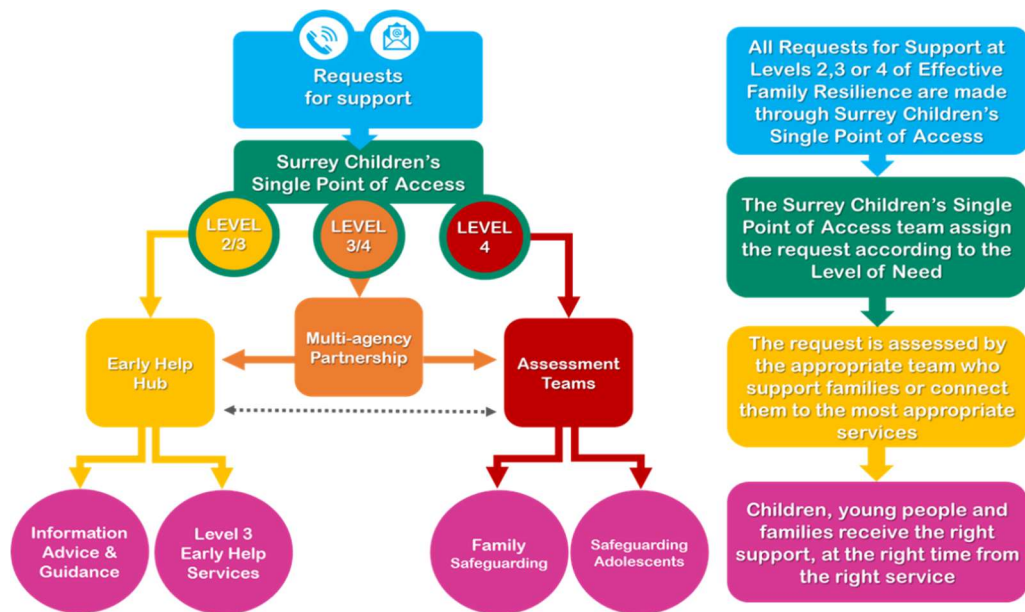 Requests
for support
Surrey Children's
Single Point of Access
LEVEL
2/3
LEVEL
3/4
LEVEL
4
Early Help
Hub
Multi-agency
Partnership
Assessment
Teams
Information
Advice &
Guidance
Level 3
Early Help
Services
Family
Safeguarding
Safeguarding
Adolescents
All Requests for Support at
Levels 2,3 or 4 of Effective
Family Resilience are made
through Surrey Children's
Single Point of Access
The Surrey Children's Single
Point of Access team assign
the request according to the
Level of Need
The request is assessed by
the appropriate team who
support families or connect
them to the most appropriate
services
Children, young people and
families receive the right
support, at the right time from
the right service